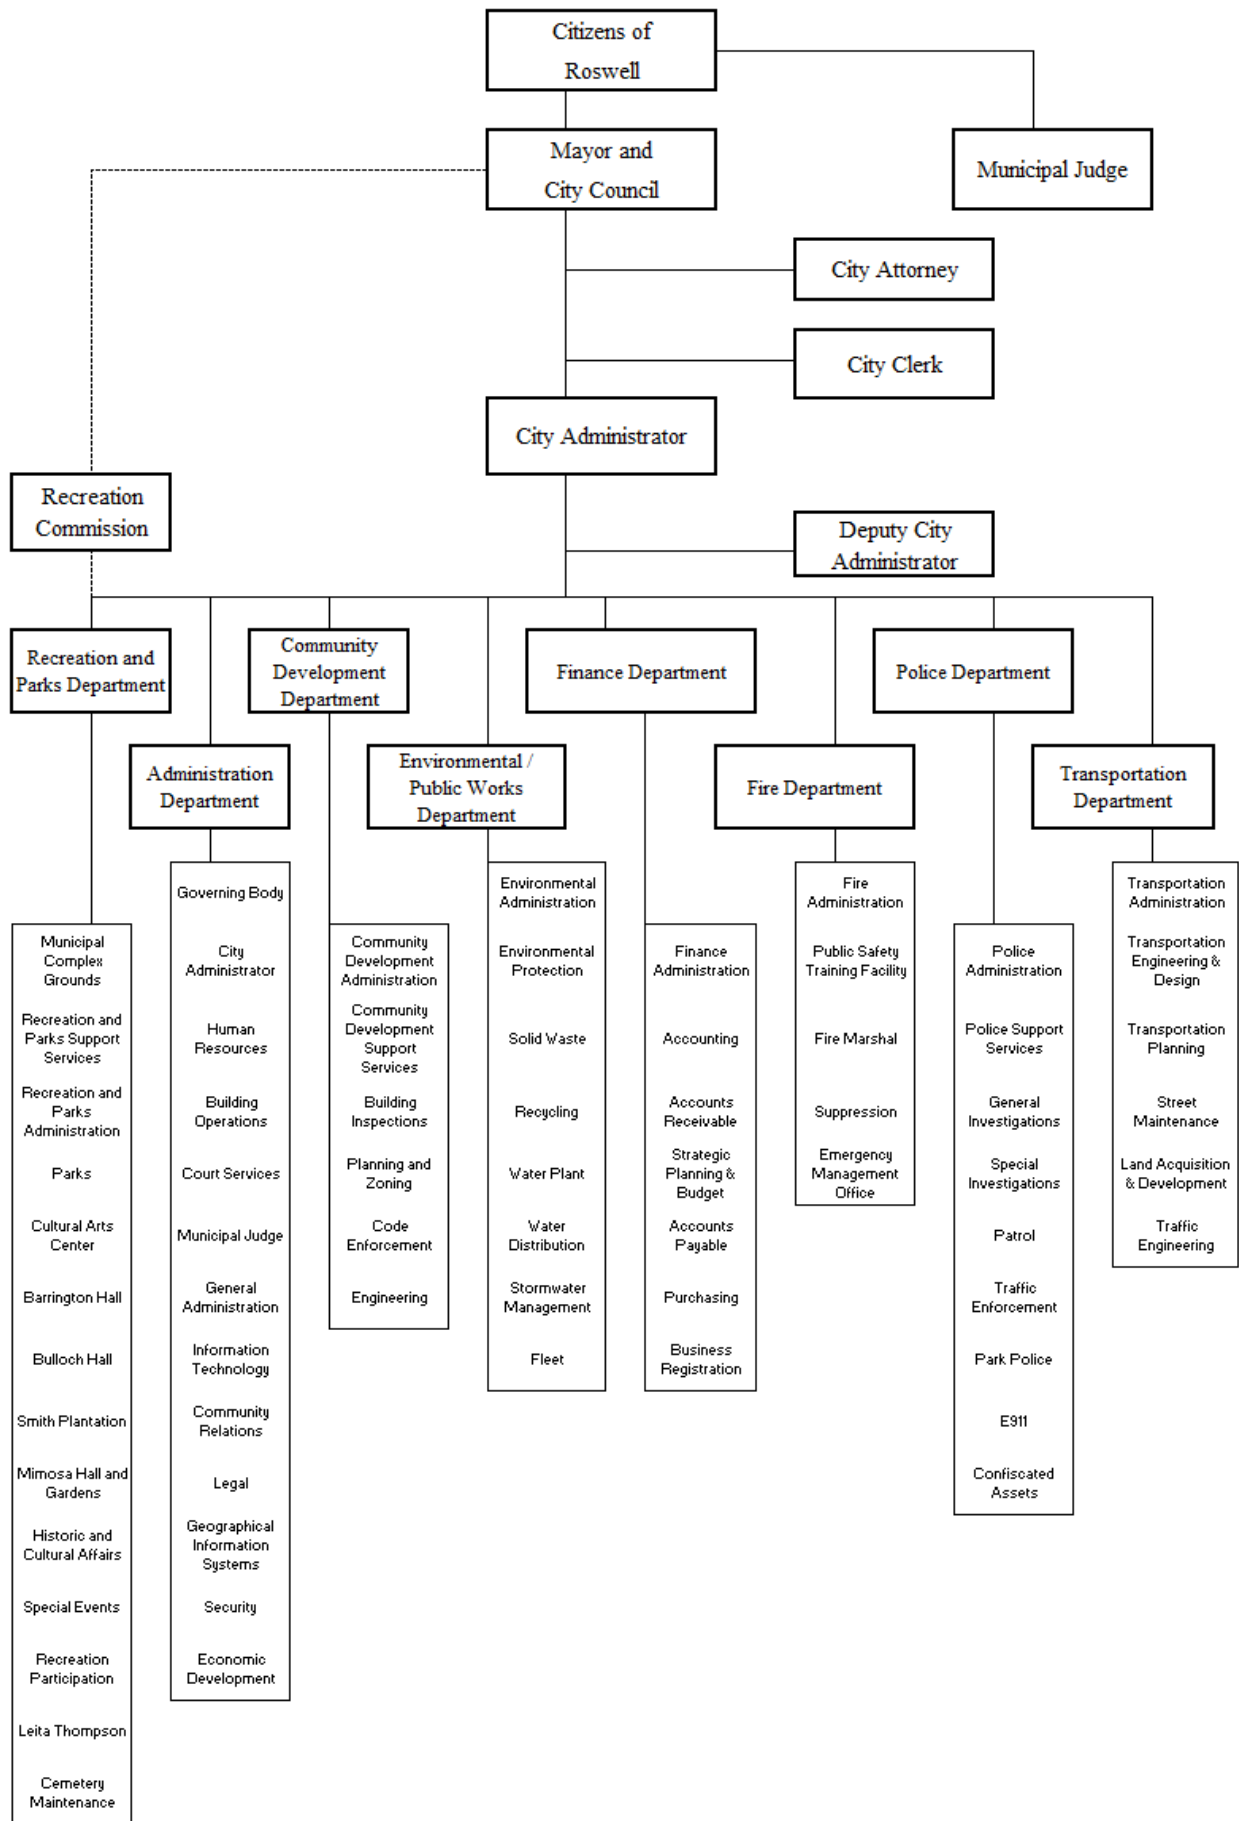 Citizens of
Roswell
Mayor and
City Council
Municipal Judge
City Attorney
City Clerk
City Administrator
Recreation
Commission
Deputy City
Administrator
Recreation and
Parks Department
Community
Development
Department
Finance Department
Police Department
Administration
Department
Environmental /
Public Works
Department
Fire Department
Transportation
Department
Municipal
Complex
Grounds
Recreation and
Parks Support
Services
Recreation and
Parks
Administration
Parks
Cultural Arts
Center
Barrington Hall
Bulloch Hall
Smith Plantation
Mimosa Hall and
Gardens
Historic and
Cultural Affairs
Special Events
Recreation
Participation
Leita Thompson
Cemetery
Maintenance
Governing Body
City
Administrator
Human
Resources
Building
Operations
Court Services
Municipal Judge
General
Administration
Information
Technology
Community
Relations
Legal
Geographical
Information
Systems
Security
Economic
Development
Community
Development
Administration
Community
Development
Support
Services
Building
Inspections
Planning and
Zoning
Code
Enforcement
Engineering
Environmental
Administration
Environmental
Protection
Solid Waste
Recycling
Water Plant
Water
Distribution
Stormwater
Management
Fleet
Finance
Administration
Accounting
Accounts
Receivable
Strategic
Planning &
Budget
Accounts
Payable
Purchasing
Business
Registration
Fire
Administration
Public Safety
Training Facility
Fire Marshal
Suppression
Emergency
Management
Office
Police
Administration
Police Support
Services
General
Investigations
Special
Investigations
Patrol
Traffic
Enforcement
Park Police
E911
Confiscated
Assets
Transportation
Administration
Transportation
Engineering &
Design
Transportation
Planning
Street
Maintenance
Land Acquisition
& Development
Traffic
Engineering